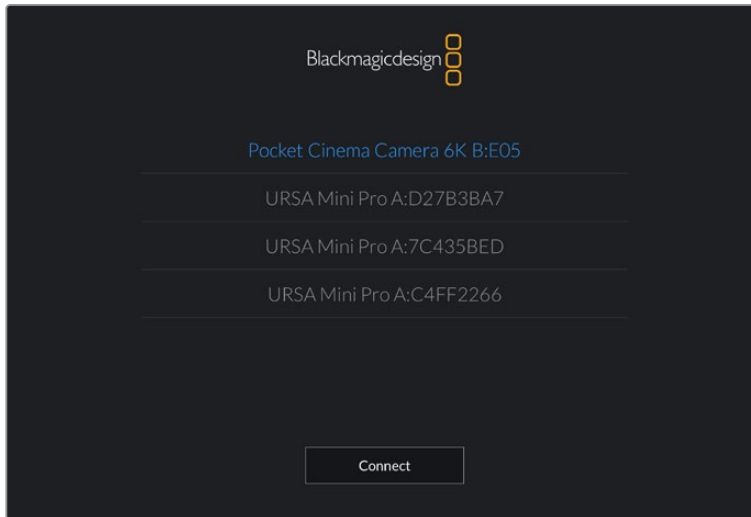 Blackmagicdesign
Pocket Cinema Camera 6K B:E05
URSA Mini Pro A:D27B3BA7
URSA Mini Pro A:7C435BED
URSA Mini Pro A:C4FF2266
Connect